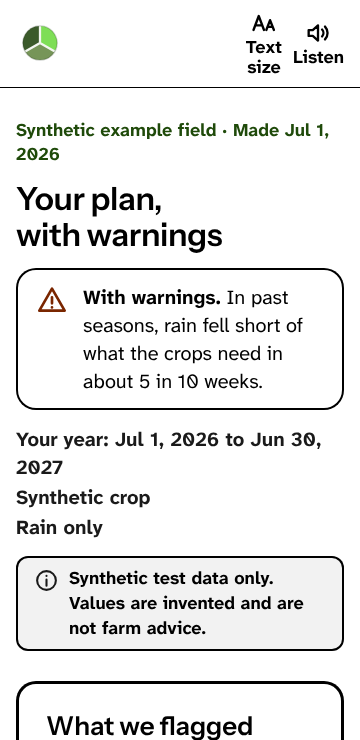 Text
size
Listen
Synthetic example field · Made Jul 1,
2026
Your plan,
with warnings
With warnings. In past
seasons, rain fell short of
what the crops need in
about 5 in 10 weeks.
Your year: Jul 1, 2026 to Jun 30,
2027
Synthetic crop
Rain only
Synthetic test data only.
Values are invented and are
not farm advice.
What we flagged